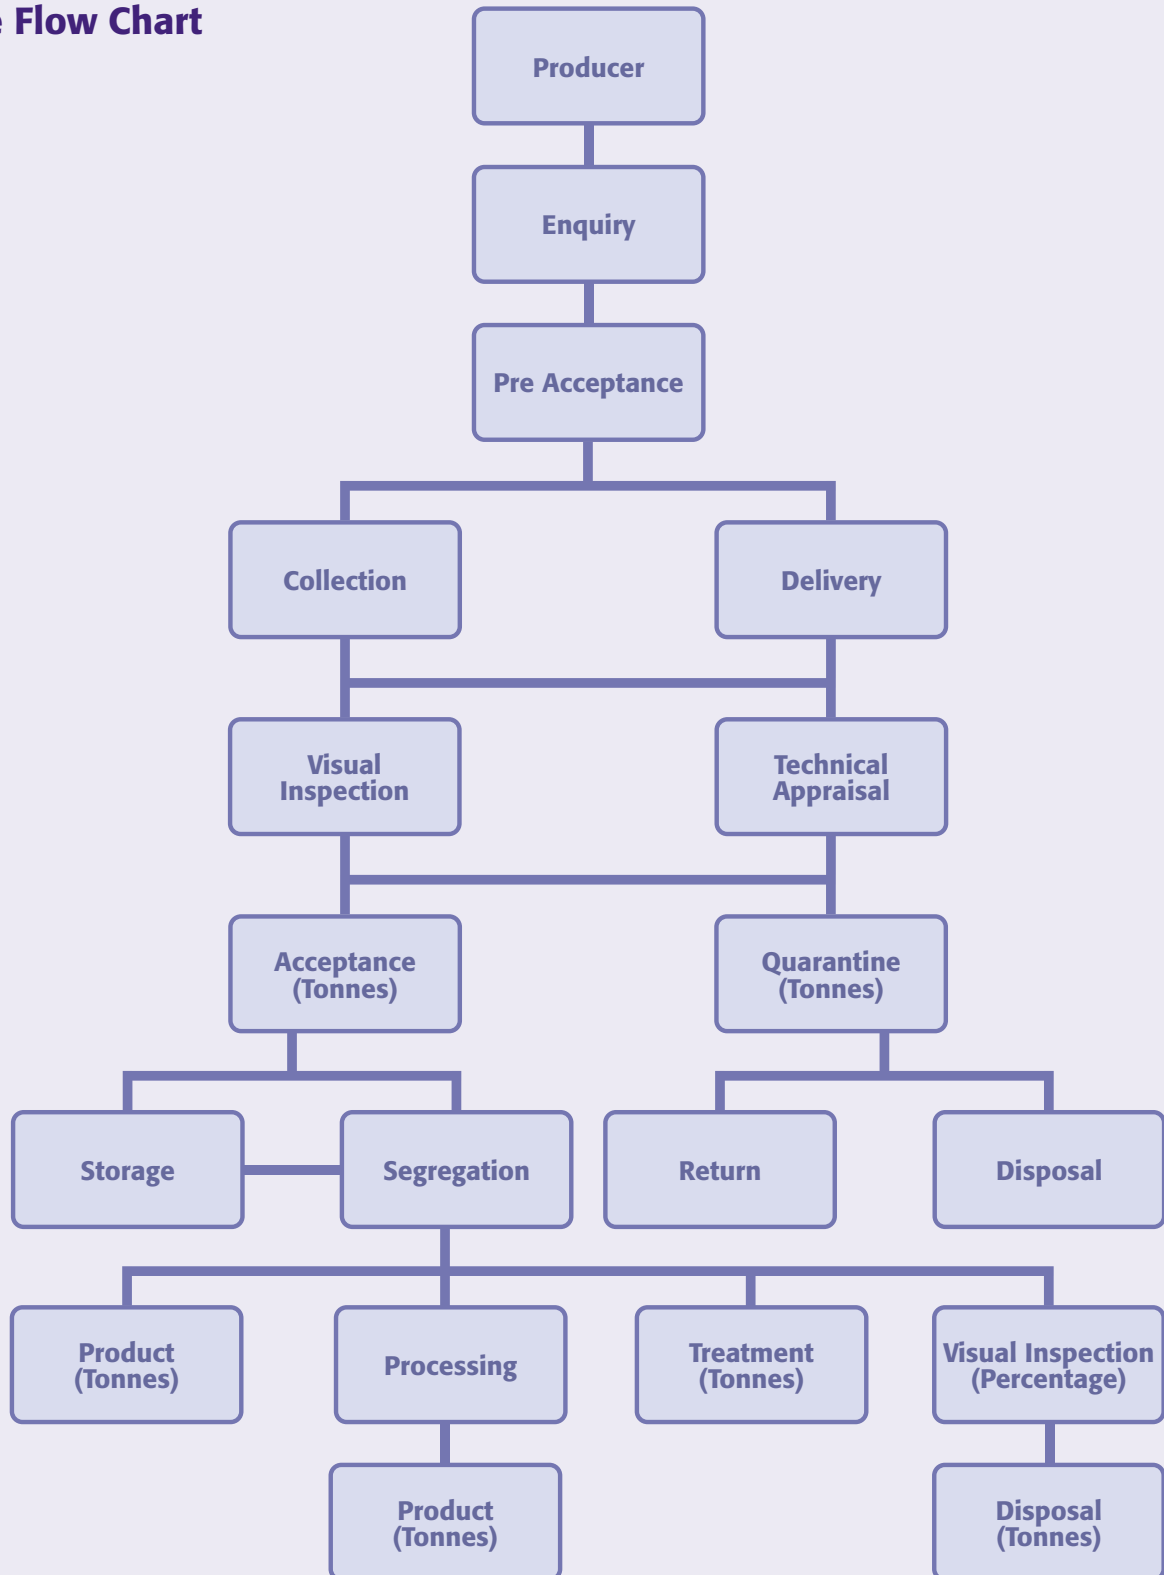 e Flow Chart
Producer
Enquiry
Pre Acceptance
Collection
Delivery
Visual
Inspection
Technical
Appraisal
Acceptance
(Tonnes)
Quarantine
(Tonnes)
Storage
Segregation
Return
Disposal
Product
(Tonnes)
Processing
Treatment
(Tonnes)
Visual Inspection
(Percentage)
Product
(Tonnes)
Disposal
(Tonnes)